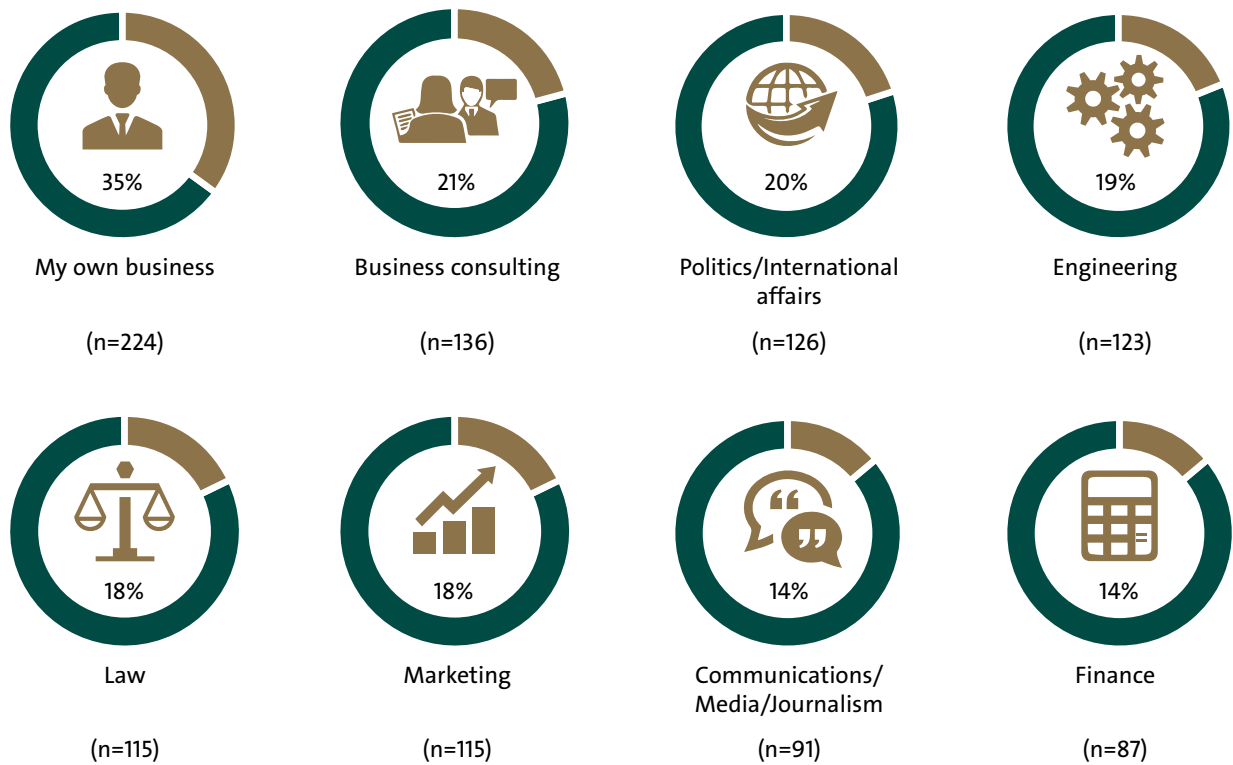 35%
21%
20%
19%
My own business
Business consulting
Politics/International
affairs
Engineering
(n=224)
(n=136)
(n=126)
(n=123)
18%
18%
14%
14%
Law
Marketing
Communications/
Media/Journalism
Finance
(n=115)
(n=115)
(n=91)
(n=87)